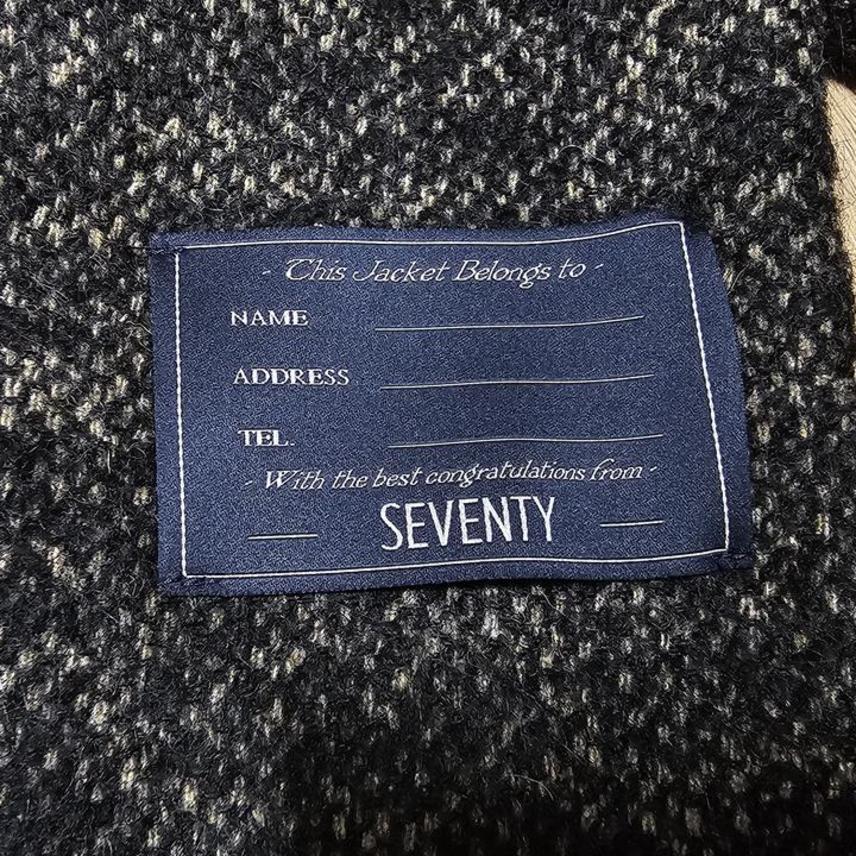 - This Jacket Belongs to -
NAME
ADDRESS
TEL.
- With the best congratulations from -
SEVENTY